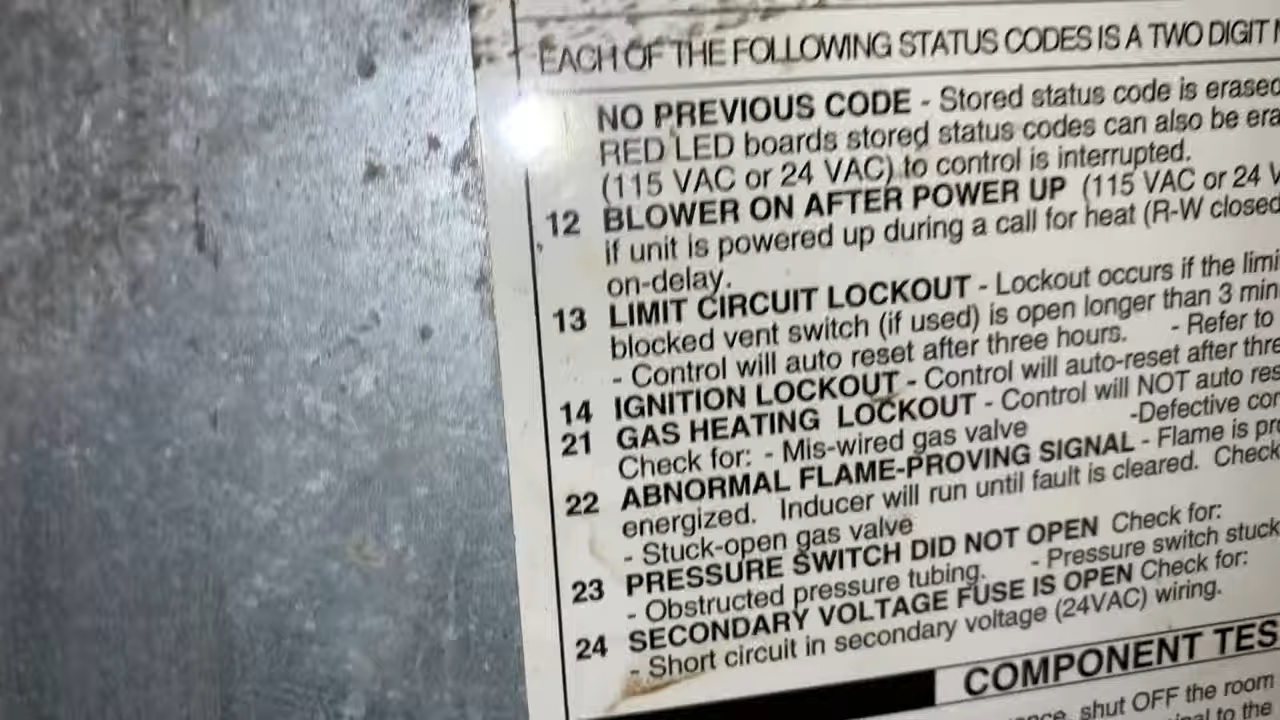 EACH OF THE FOLLOWING STATUS CODES IS A TWO DIGIT
NO PREVIOUS CODE - Stored status code is erased
RED LED boards stored status codes can also be era
(115 VAC or 24 VAC) to control is interrupted.
12 BLOWER ON AFTER POWER UP (115 VAC or 24 V
if unit is powered up during a call for heat (R-W closed
on-delay.
13 LIMIT CIRCUIT LOCKOUT - Lockout occurs if the limi
blocked vent switch (if used) is open longer than 3 min
- Control will auto reset after three hours. - Refer to
14 IGNITION LOCKOUT - Control will auto-reset after thre
21 GAS HEATING LOCKOUT - Control will NOT auto res
Check for: - Mis-wired gas valve -Defective con
22 ABNORMAL FLAME-PROVING SIGNAL - Flame is pro
energized. Inducer will run until fault is cleared. Check
- Stuck-open gas valve
23 PRESSURE SWITCH DID NOT OPEN Check for:
- Obstructed pressure tubing. - Pressure switch stuck
24 SECONDARY VOLTAGE FUSE IS OPEN Check for:
- Short circuit in secondary voltage (24VAC) wiring.
COMPONENT TES
shut OFF the room
to the